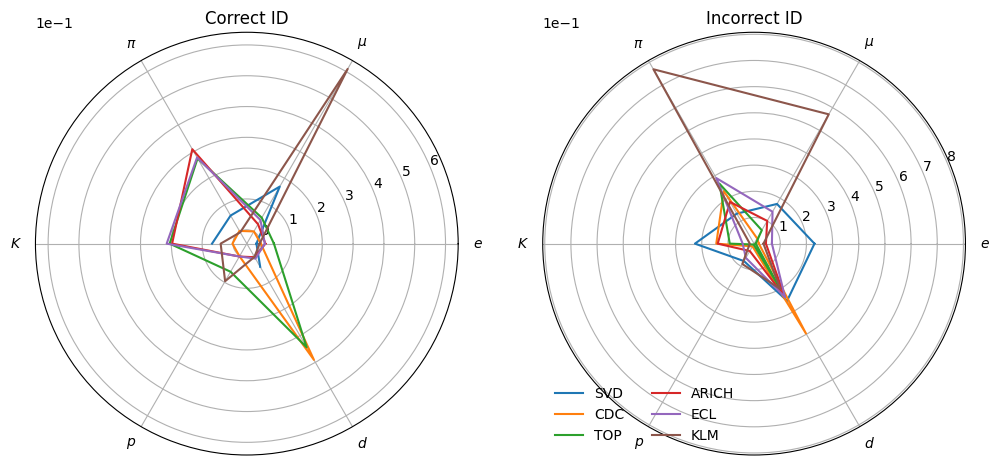 Correct ID
Incorrect ID
1e−1
1e−1
π
μ
π
μ
6
8
5
7
4
6
3
5
2
4
1
3
0
2
1
K
e
K
e
SVD
ARICH
CDC
ECL
TOP
KLM
p
d
p
d